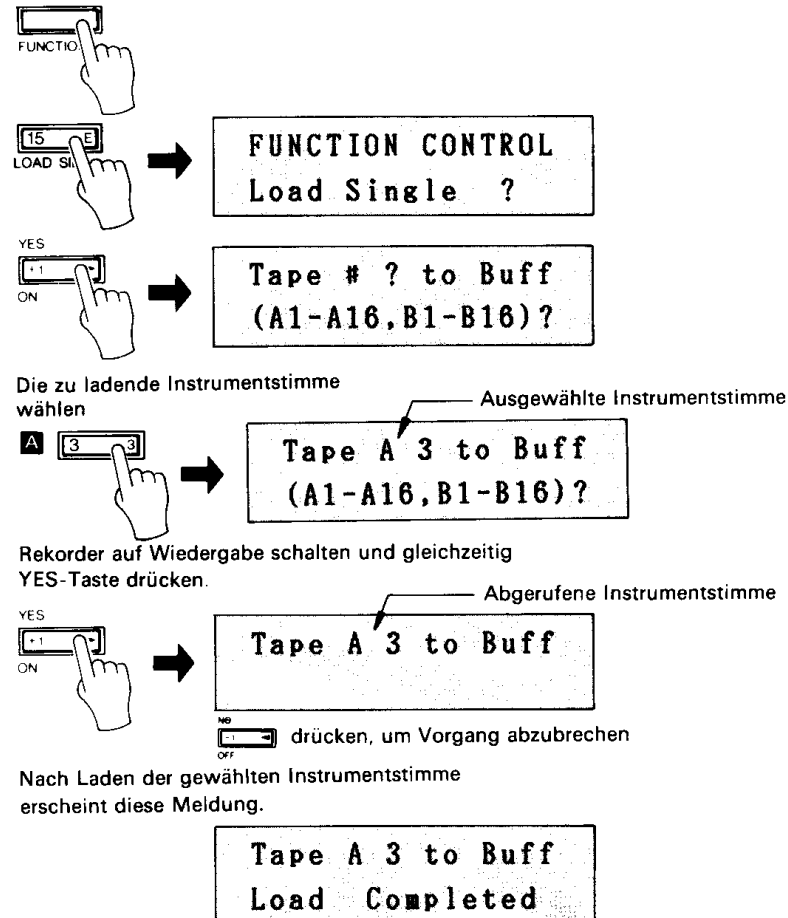 FUNCTIO
15 E
LOAD SI
FUNCTION CONTROL
Load Single ?
YES
+1
ON
Tape # ? to Buff
(A1-A16,B1-B16)?
Die zu ladende Instrumentstimme
wählen
Ausgewählte Instrumentstimme
A 3 3
Tape A 3 to Buff
(A1-A16,B1-B16)?
Rekorder auf Wiedergabe schalten und gleichzeitig
YES-Taste drücken.
Abgerufene Instrumentstimme
YES
+1
ON
Tape A 3 to Buff
NO
-1
OFF
drücken, um Vorgang abzubrechen
Nach Laden der gewählten Instrumentstimme
erscheint diese Meldung.
Tape A 3 to Buff
Load Completed